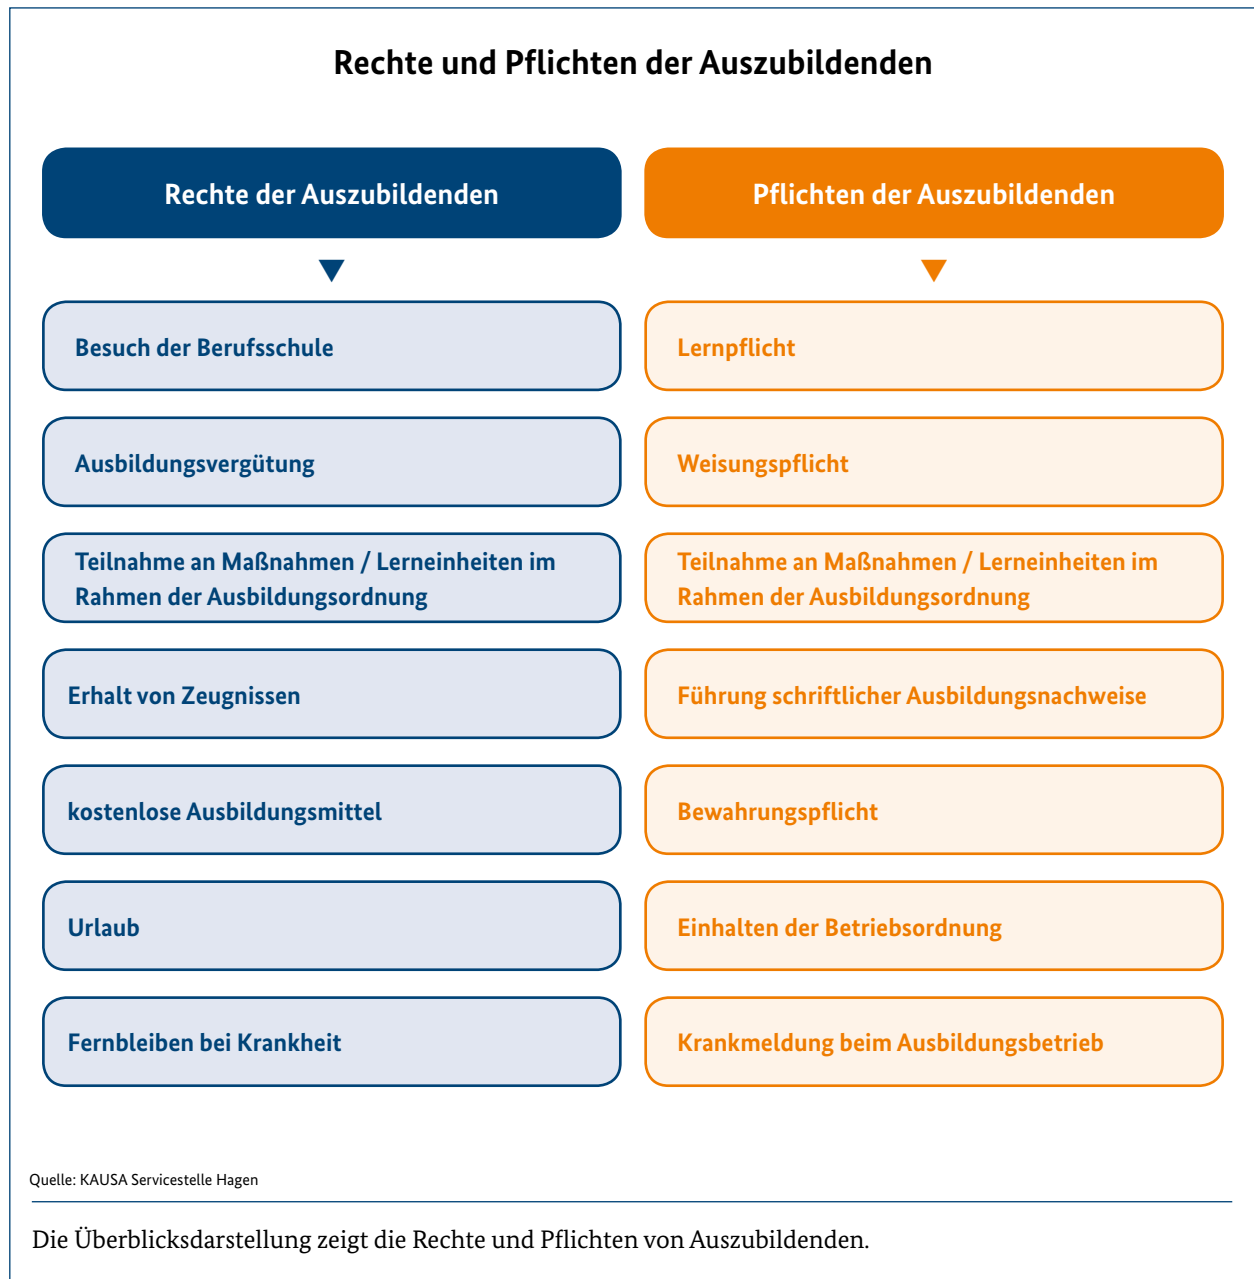 Rechte und Pflichten der Auszubildenden
Rechte der Auszubildenden
Besuch der Berufsschule
Ausbildungsvergütung
Teilnahme an Maßnahmen / Lerneinheiten im
Rahmen der Ausbildungsordnung
Erhalt von Zeugnissen
kostenlose Ausbildungsmittel
Urlaub
Fernbleiben bei Krankheit
Pflichten der Auszubildenden
Lernpflicht
Weisungspflicht
Teilnahme an Maßnahmen / Lerneinheiten im
Rahmen der Ausbildungsordnung
Führung schriftlicher Ausbildungsnachweise
Bewahrungspflicht
Einhalten der Betriebsordnung
Krankmeldung beim Ausbildungsbetrieb
Quelle: KAUSA Servicestelle Hagen
Die Überblicksdarstellung zeigt die Rechte und Pflichten von Auszubildenden.